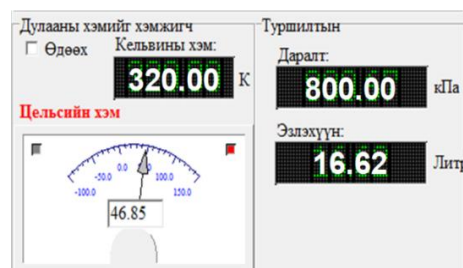 Дулааны хэмийг хэмжигч
Өдөөх
Кельвины хэм:
320.00 К
Цельсийн хэм
-100.0
-50.0
0.0
50.0
100.0
150.0
46.85
Туршилтын
Даралт:
800.00 кПа
Эзлэхүүн:
16.62 Литр